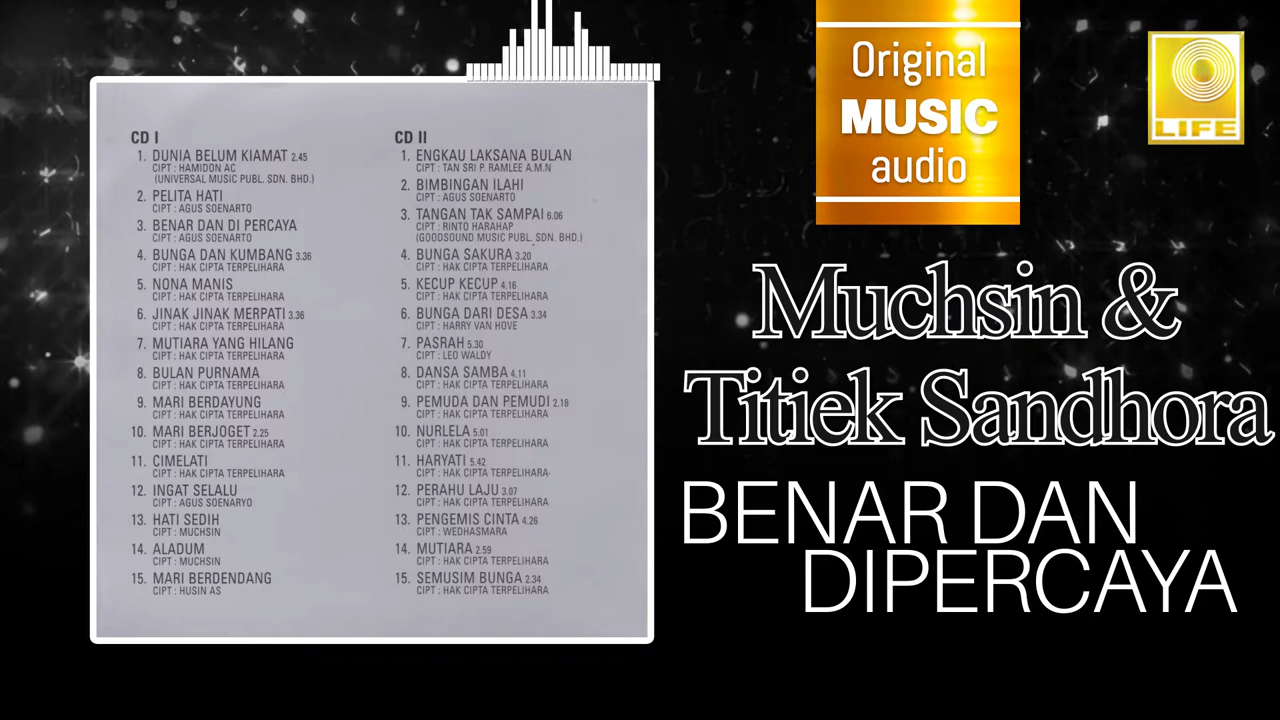 CD I
1. DUNIA BELUM KIAMAT 2.45
CIPT : HAMIDON AC
(UNIVERSAL MUSIC PUBL. SDN. BHD.)
2. PELITA HATI
CIPT : AGUS SOENARTO
3. BENAR DAN DI PERCAYA
CIPT : AGUS SOENARTO
4. BUNGA DAN KUMBANG 3.36
CIPT : HAK CIPTA TERPELIHARA
5. NONA MANIS
CIPT : HAK CIPTA TERPELIHARA
6. JINAK JINAK MERPATI 3.36
CIPT : HAK CIPTA TERPELIHARA
7. MUTIARA YANG HILANG
CIPT : HAK CIPTA TERPELIHARA
8. BULAN PURNAMA
CIPT : HAK CIPTA TERPELIHARA
9. MARI BERDAYUNG
CIPT : HAK CIPTA TERPELIHARA
10. MARI BERJOGET 2.25
CIPT : HAK CIPTA TERPELIHARA
11. CIMELATI
CIPT : HAK CIPTA TERPELIHARA
12. INGAT SELALU
CIPT : AGUS SOENARYO
13. HATI SEDIH
CIPT : MUCHSIN
14. ALADUM
CIPT : MUCHSIN
15. MARI BERDENDANG
CIPT : HUSIN AS
CD II
1. ENGKAU LAKSANA BULAN
CIPT : TAN SRI P. RAMLEE A.M.N
2. BIMBINGAN ILAHI
CIPT : AGUS SOENARTO
3. TANGAN TAK SAMPAI 6.06
CIPT : RINTO HARAHAP
(GOODSOUND MUSIC PUBL. SDN. BHD.)
4. BUNGA SAKURA 3.20
CIPT : HAK CIPTA TERPELIHARA
5. KECUP KECUP 4.16
CIPT : HAK CIPTA TERPELIHARA
6. BUNGA DARI DESA 3.34
CIPT : HARRY VAN HOVE
7. PASRAH 5.30
CIPT : LEO WALDY
8. DANSA SAMBA 4.11
CIPT : HAK CIPTA TERPELIHARA
9. PEMUDA DAN PEMUDI 2.18
CIPT : HAK CIPTA TERPELIHARA
10. NURLELA 5.01
CIPT : HAK CIPTA TERPELIHARA
11. HARYATI 5.42
CIPT : HAK CIPTA TERPELIHARA
12. PERAHU LAJU 3.07
CIPT : HAK CIPTA TERPELIHARA
13. PENGEMIS CINTA 4.26
CIPT : WEDHASMARA
14. MUTIARA 2.59
CIPT : HAK CIPTA TERPELIHARA
15. SEMUSIM BUNGA 2.34
CIPT : HAK CIPTA TERPELIHARA
Original
MUSIC
audio
LIFE
Muchsin &
Titiek Sandhora
BENAR DAN
DIPERCAYA